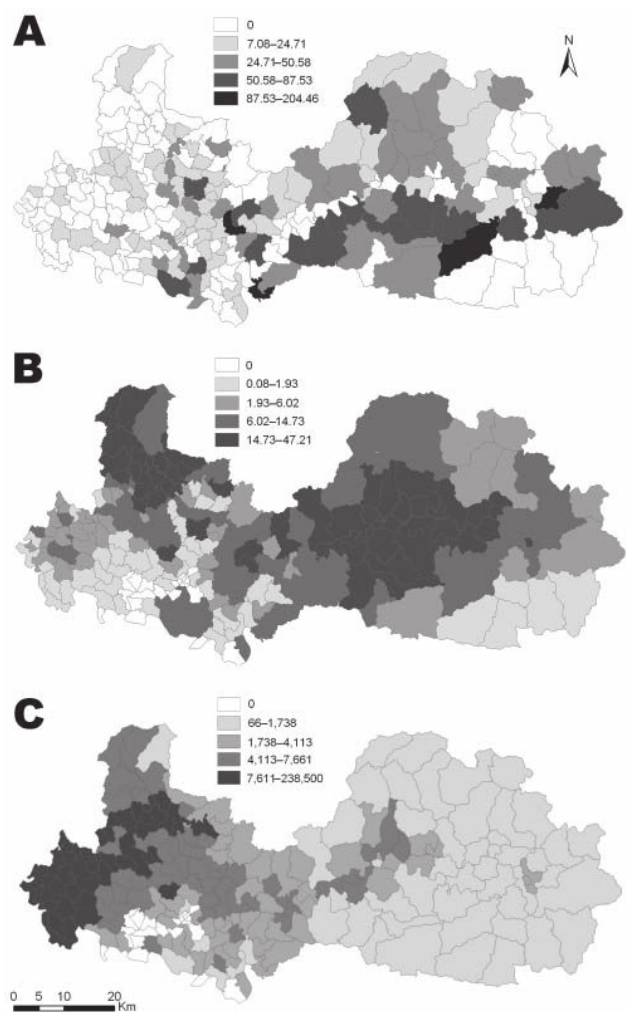 A
0
7.08–24.71
24.71–50.58
50.58–87.53
87.53–204.46
N
B
0
0.08–1.93
1.93–6.02
6.02–14.73
14.73–47.21
C
0
66–1,738
1,738–4,113
4,113–7,661
7,611–238,500
0 5 10 20
Km